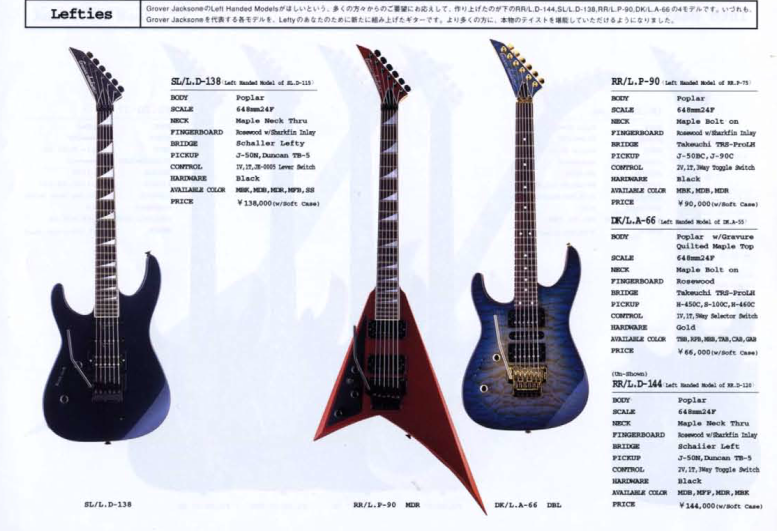 Lefties
Grover JacksoneのLeft Handed Modelsがほしいという、多くの方々からのご要望にお応えして、作り上げたのが下のRR/L.D-144,SL/L.D-138,RR/L.P-90,DK/L.A-66の4モデルです。いづれも、
Grover Jacksoneを代表する各モデルを、Leftyのあなたのために新たに組み上げたギターです。より多くの方に、本物のテイストを堪能していただけるようになりました。
SL/L.D-138(Left Handed Model of SL.D-115)
BODY Poplar
SCALE 648mm24F
NECK Maple Neck Thru
FINGERBOARD Rosewood w/Sharkfin Inlay
BRIDGE Schaller Lefty
PICKUP J-50N,Duncan TB-5
CONTROL 1V,1T,JE-0005 Lever Switch
HARDWARE Black
AVAILABLE COLOR MBK,MDB,MDR,MFB,SS
PRICE ¥138,000(w/Soft Case)
SL/L.D-138
RR/L.P-90 MDR
DK/L.A-66 DBL
RR/L.P-90(Left Handed Model of RR.P-75)
BODY Poplar
SCALE 648mm24F
NECK Maple Bolt on
FINGERBOARD Rosewood w/Sharkfin Inlay
BRIDGE Takeuchi TRS-ProLH
PICKUP J-50BC,J-90C
CONTROL 2V,1T,3Way Toggle Switch
HARDWARE Black
AVAILABLE COLOR MBK,MDB,MDR
PRICE ¥90,000(w/Soft Case)
DK/L.A-66(Left Handed Model of DK.A-55)
BODY Poplar w/Gravure
Quilted Maple Top
SCALE 648mm24F
NECK Maple Bolt on
FINGERBOARD Rosewood
BRIDGE Takeuchi TRS-ProLH
PICKUP H-450C,S-100C,H-460C
CONTROL 1V,1T,5Way Selector Switch
HARDWARE Gold
AVAILABLE COLOR
PRICE ¥66,000(w/Soft Case)
(Un-Shown)
RR/L.D-144(Left Handed Model of RR.D-120)
BODY Poplar
SCALE 648mm24F
NECK Maple Neck Thru
FINGERBOARD Rosewood w/Sharkfin Inlay
BRIDGE Schaller Left
PICKUP J-50N,Duncan TB-5
CONTROL 2V,1T,3Way Toggle Switch
HARDWARE Black
AVAILABLE COLOR MDB,MFP,MDR,MBK
PRICE ¥144,000(w/Soft Case)